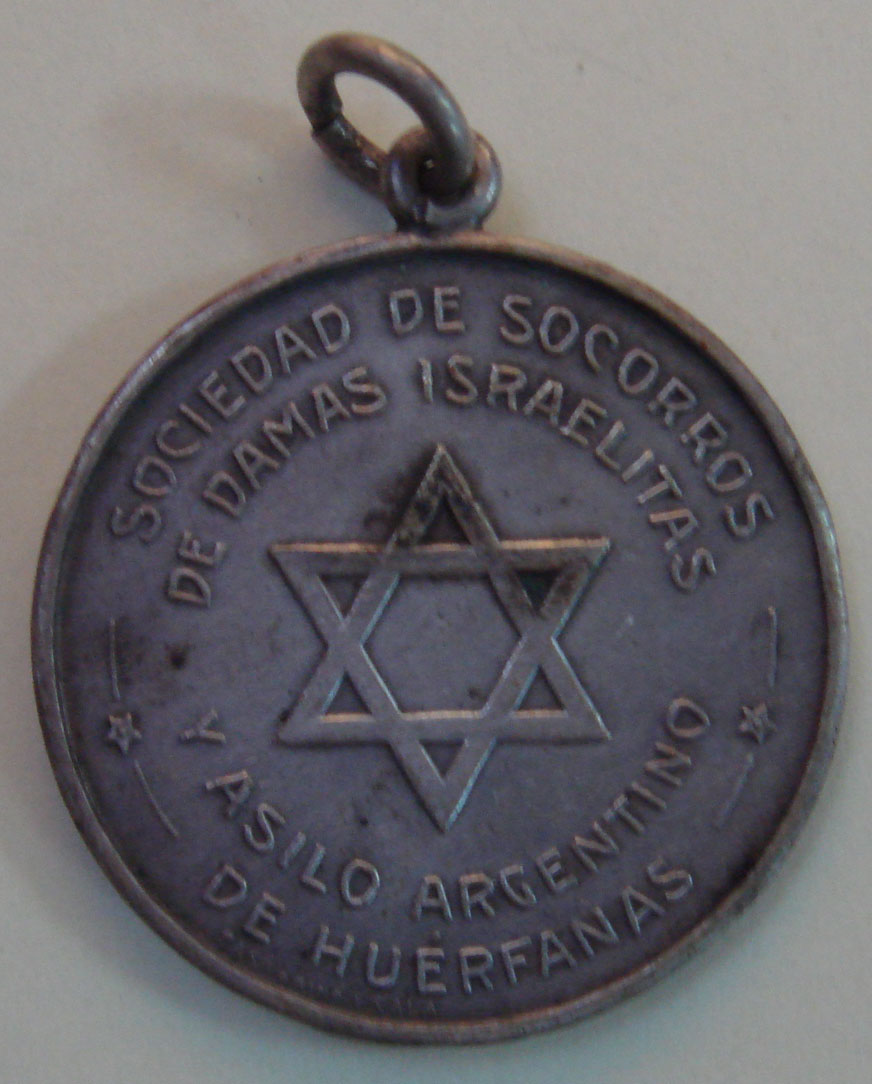 SOCIEDAD DE SOCORROS
DE DAMAS ISRAELITAS
Y ASILO ARGENTINO
DE HUERFANAS